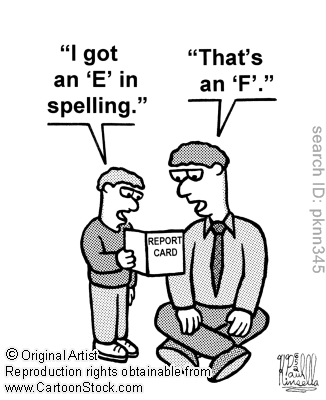 “I got
an ‘E’ in
spelling.”
“That’s
an ‘F’.”
REPORT
CARD
search ID: pknn345
© Original Artist
Reproduction rights obtainable from
www.CartoonStock.com